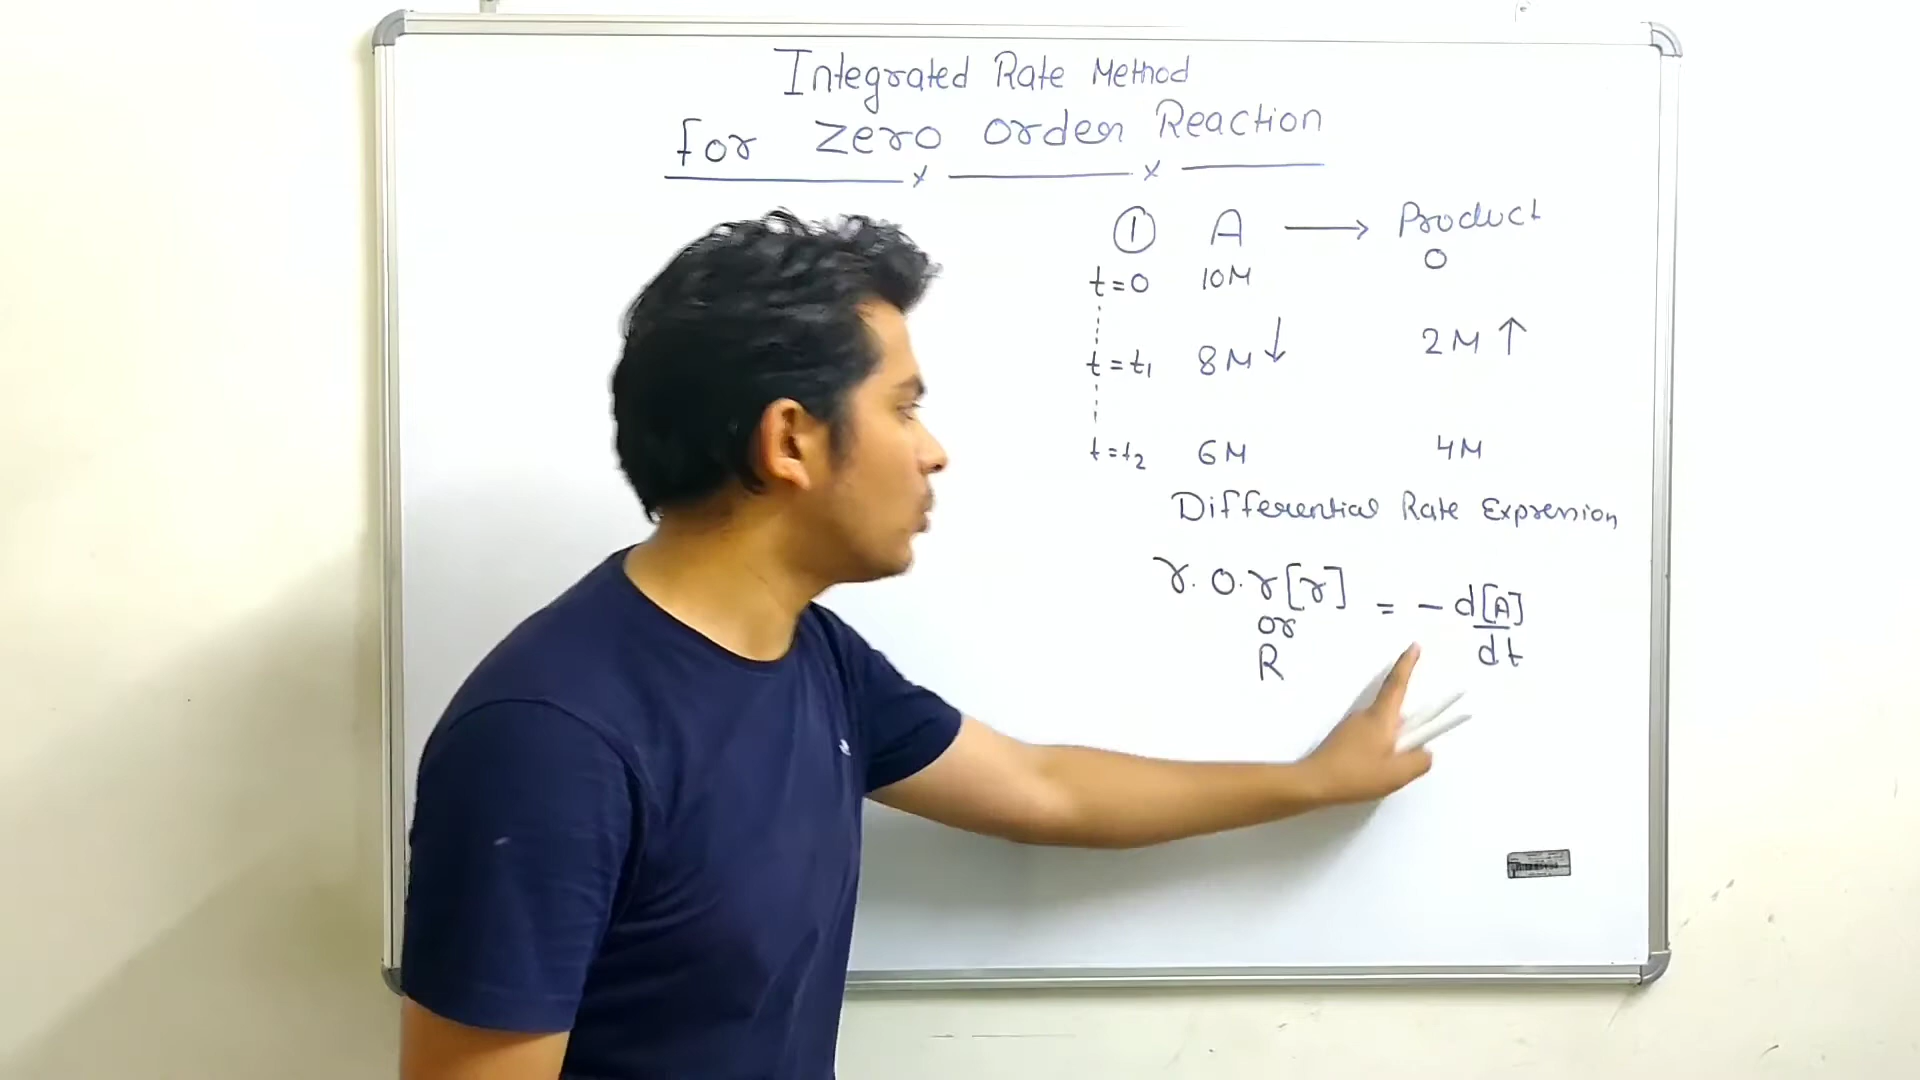 Integrated Rate Method
for zero order Reaction
① A → Product
t=0 10M 0
t=t₁ 8M↓ 2M↑
t=t₂ 6M 4M
Differential Rate Expression
r.o.r[r] = - d[A]
or
R dt